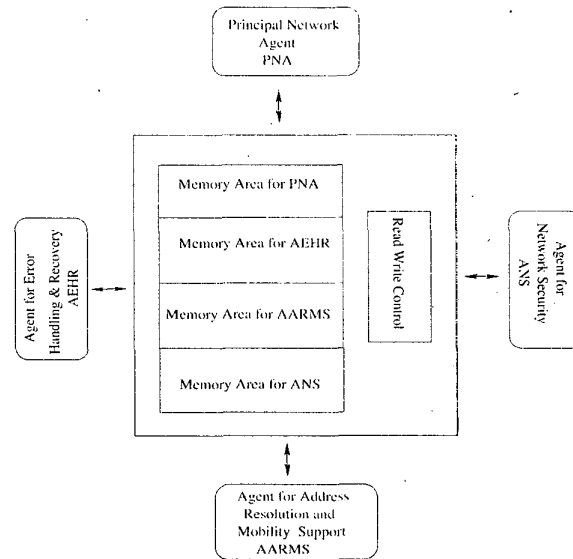 Principal Network
Agent
PNA
Memory Area for PNA
Memory Area for AEHR
Memory Area for AARMS
Memory Area for ANS
Read Write Control
Agent for Error
Handling & Recovery
AEHR
Agent for
Network Security
ANS
Agent for Address
Resolution and
Mobility Support
AARMS